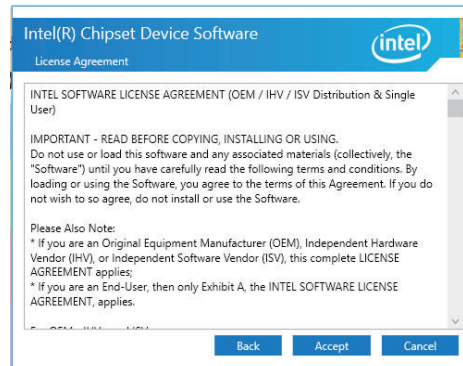 Intel(R) Chipset Device Software
intel
License Agreement
INTEL SOFTWARE LICENSE AGREEMENT (OEM / IHV / ISV Distribution & Single
User)
IMPORTANT - READ BEFORE COPYING, INSTALLING OR USING.
Do not use or load this software and any associated materials (collectively, the
"Software") until you have carefully read the following terms and conditions. By
loading or using the Software, you agree to the terms of this Agreement. If you do
not wish to so agree, do not install or use the Software.
Please Also Note:
* If you are an Original Equipment Manufacturer (OEM), Independent Hardware
Vendor (IHV), or Independent Software Vendor (ISV), this complete LICENSE
AGREEMENT applies;
* If you are an End-User, then only Exhibit A, the INTEL SOFTWARE LICENSE
AGREEMENT, applies.
Back Accept Cancel